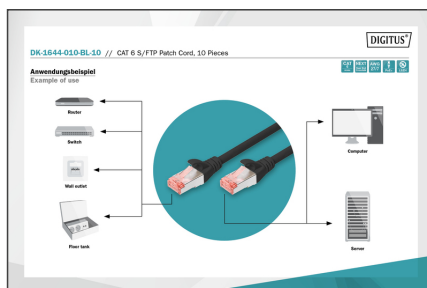 DIGITUS®
DK-1644-010-BL-10 // CAT 6 S/FTP Patch Cord, 10 Pieces
Anwendungsbeispiel
Example of use
Router
Switch
Wall outlet
Floor tank
Computer
Server